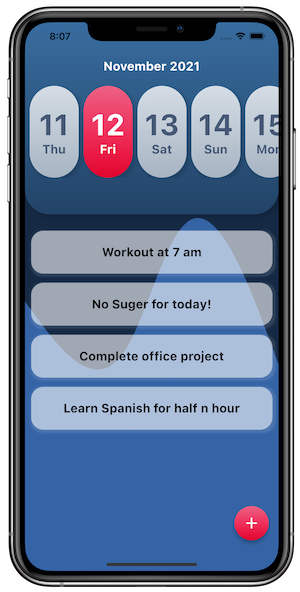 8:07
November 2021
11 12 13 14 15
Thu Fri Sat Sun Mon
Workout at 7 am
No Suger for today!
Complete office project
Learn Spanish for half n hour
+